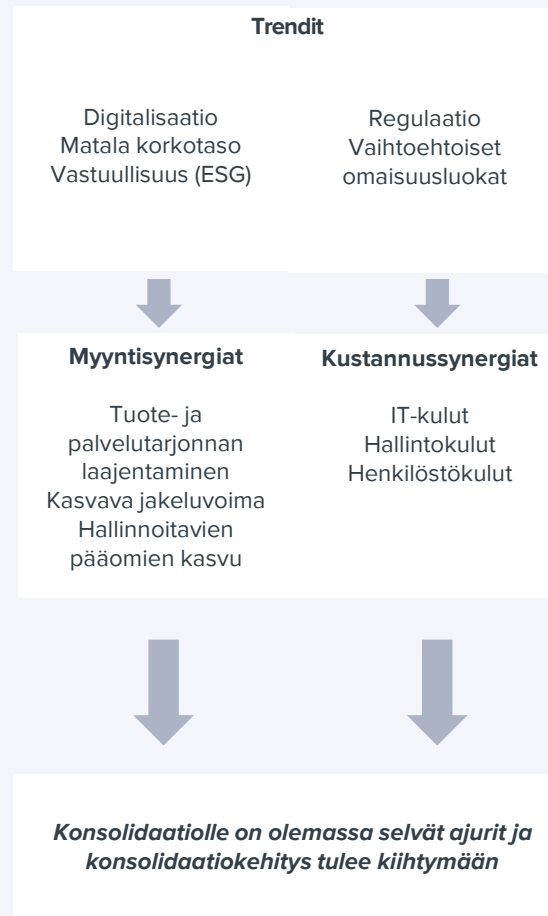 Trendit
Digitalisaatio
Matala korkotaso
Vastuullisuus (ESG)
Regulaatio
Vaihtoehtoiset
omaisuusluokat
Myyntisynergiat
Tuote- ja
palvelutarjonnan
laajentaminen
Kasvava jakeluvoima
Hallinnoitavien
pääomien kasvu
Kustannussynergiat
IT-kulut
Hallintokulut
Henkilöstökulut
Konsolidaatiolle on olemassa selvät ajurit ja
konsolidaatiokehitys tulee kiihtymään